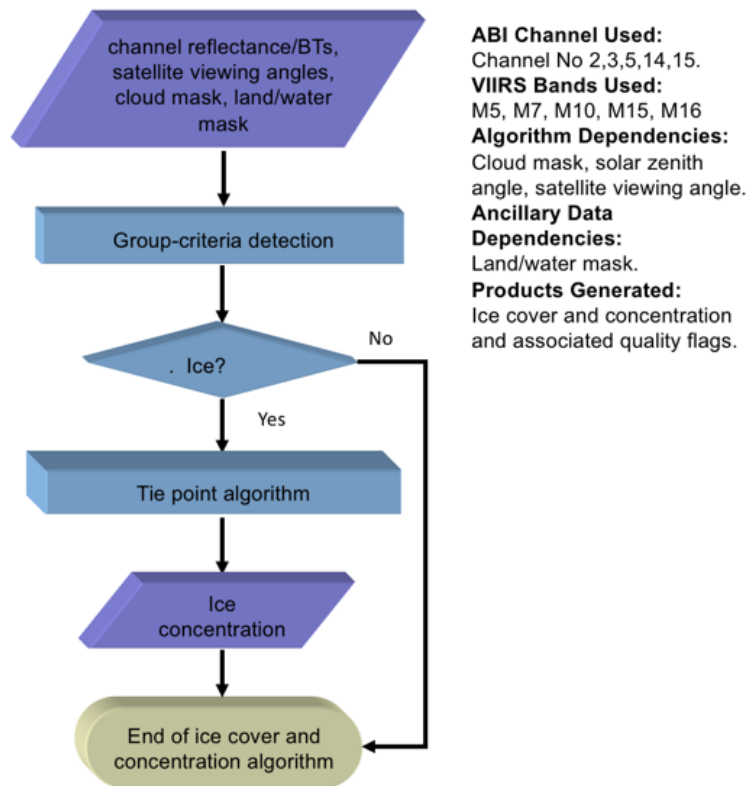 channel reflectance/BTs,
satellite viewing angles,
cloud mask, land/water
mask
Group-criteria detection
. Ice?
No
Yes
Tie point algorithm
Ice
concentration
End of ice cover and
concentration algorithm
ABI Channel Used:
Channel No 2,3,5,14,15.
VIIRS Bands Used:
M5, M7, M10, M15, M16
Algorithm Dependencies:
Cloud mask, solar zenith
angle, satellite viewing angle.
Ancillary Data
Dependencies:
Land/water mask.
Products Generated:
Ice cover and concentration
and associated quality flags.